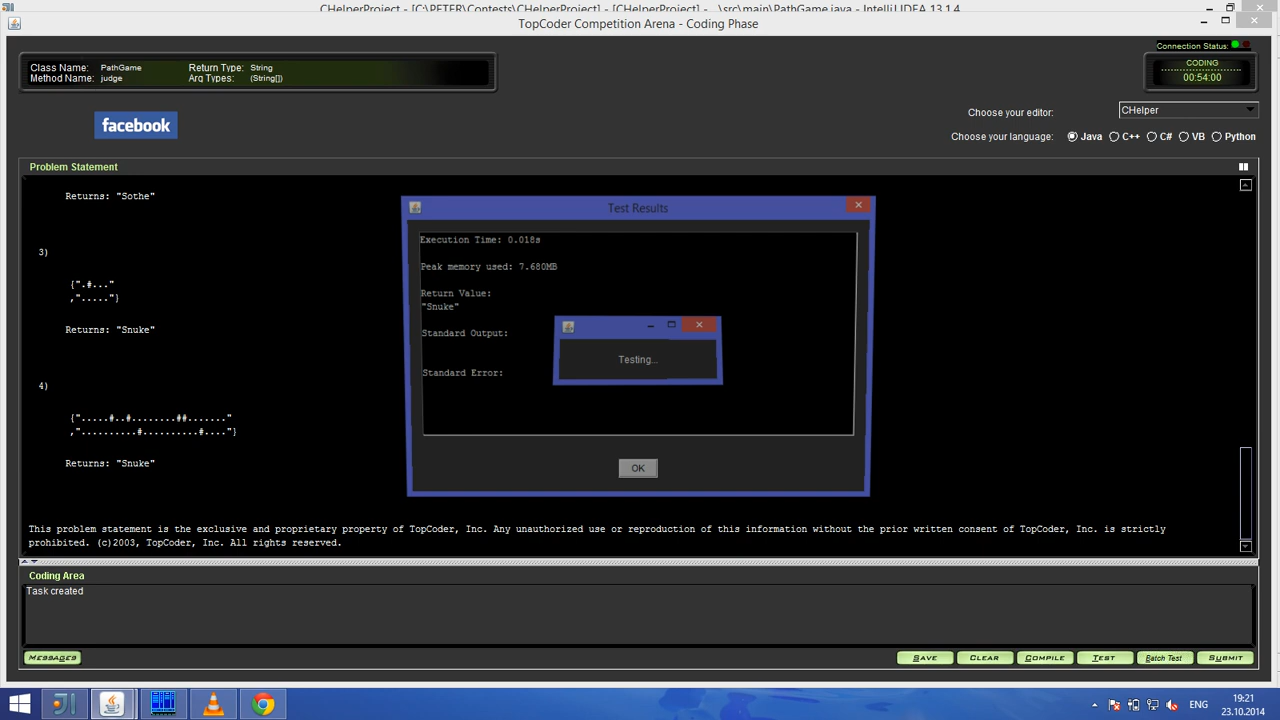 CHelperProject - [C:\PETER\Contests\CHelperProject] - [CHelperProject] - ...\src\main\PathGame.java - IntelliJ IDEA 13.1.4
TopCoder Competition Arena - Coding Phase
Connection Status:
Class Name: PathGame Return Type: String
Method Name: judge Arg Types: (String[])
CODING
00:54:00
facebook
Choose your editor: CHelper
Choose your language: Java C++ C# VB Python
Problem Statement
Returns: "Sothe"
3)
{".#..."
,"....."}
Returns: "Snuke"
4)
{".....#..#........##......."
,"..........#..........#...."}
Returns: "Snuke"
This problem statement is the exclusive and proprietary property of TopCoder, Inc. Any unauthorized use or reproduction of this information without the prior written consent of TopCoder, Inc. is strictly
prohibited. (c)2003, TopCoder, Inc. All rights reserved.
Test Results
Execution Time: 0.018s
Peak memory used: 7.680MB
Return Value:
"Snuke"
Standard Output:
Standard Error:
Testing...
OK
Coding Area
Task created
MESSAGES SAVE CLEAR COMPILE TEST Batch Test SUBMIT
ENG
19:21
23.10.2014